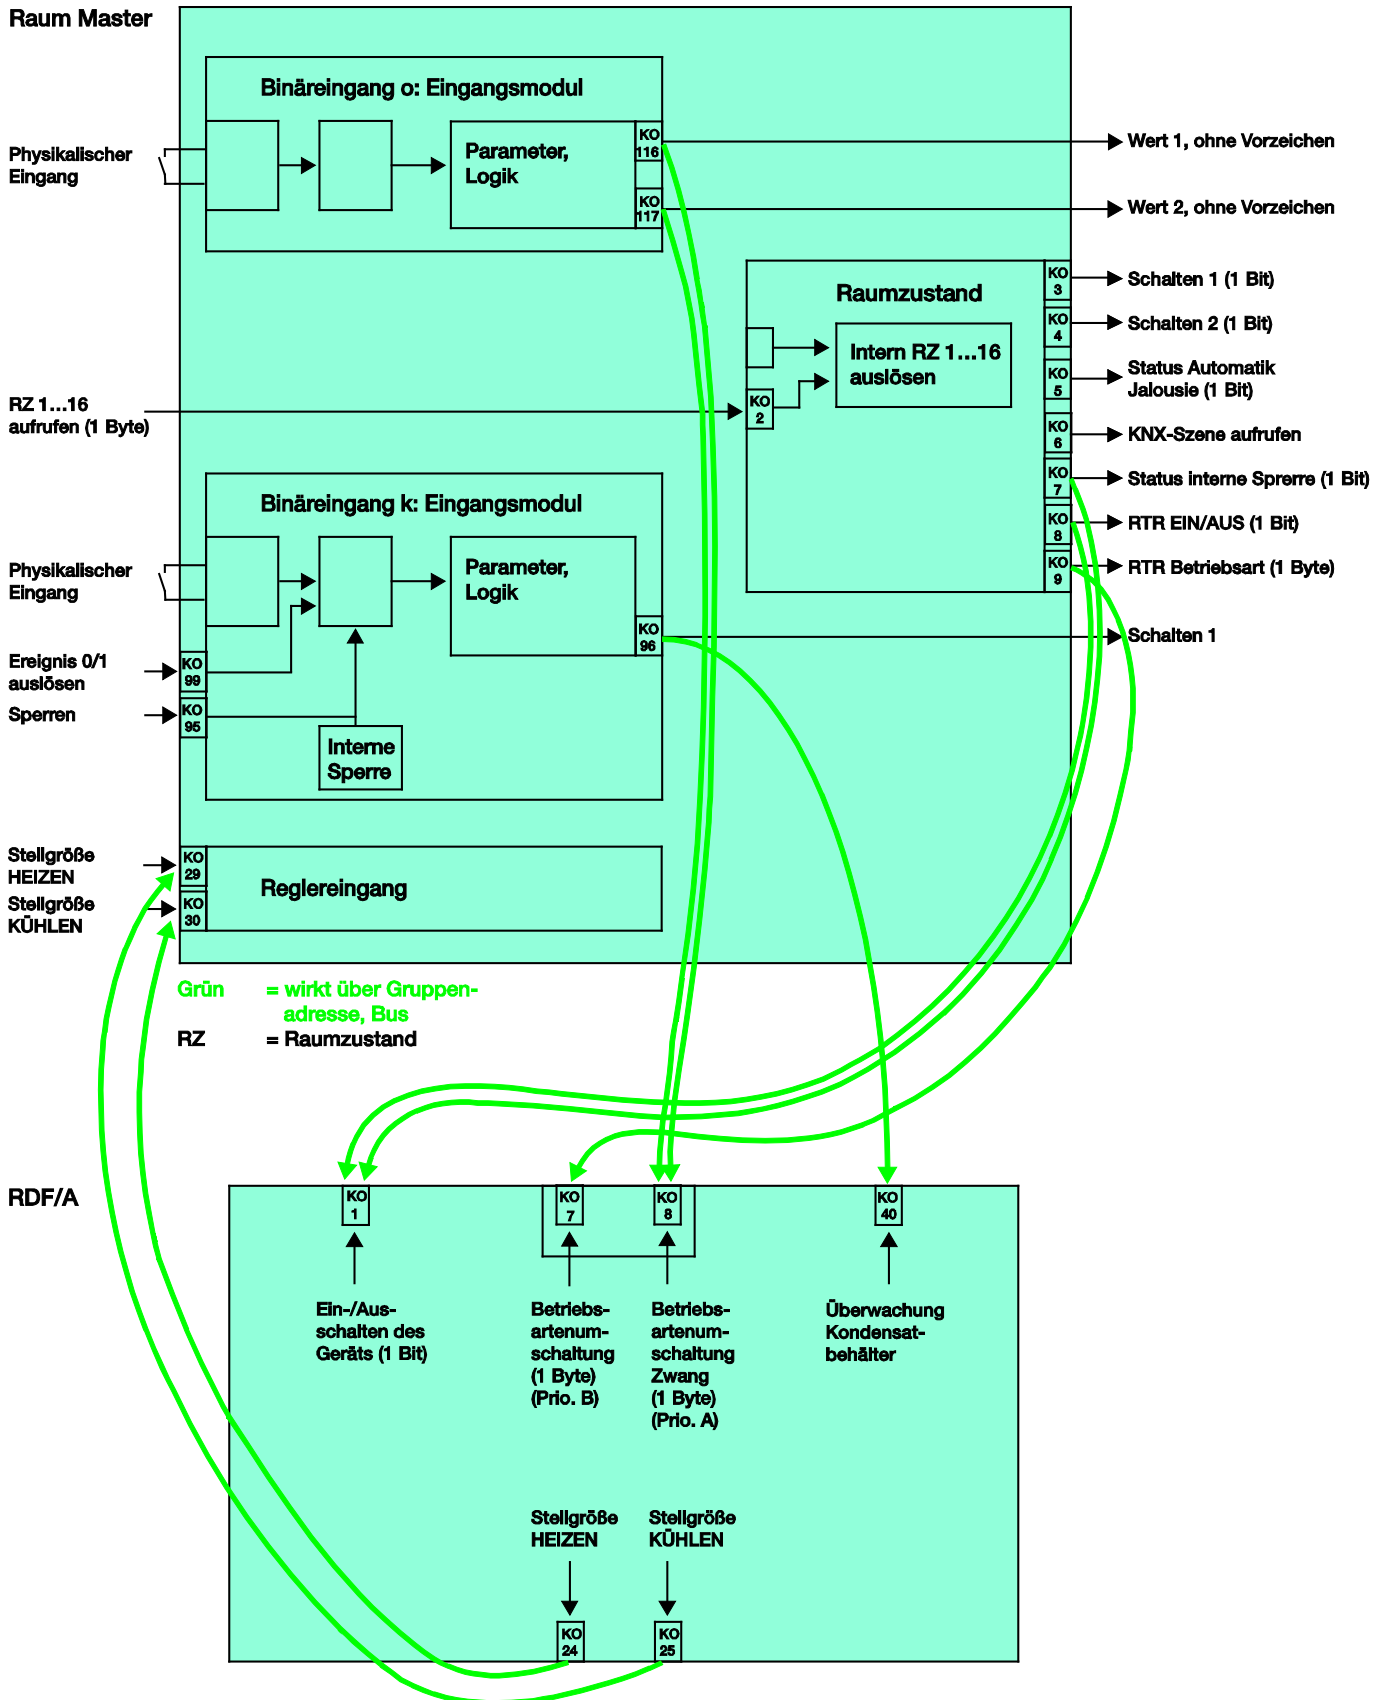 Raum Master
Binäreingang o: Eingangsmodul
Physikalischer
Eingang
Parameter,
Logik
KO
116
KO
117
Wert 1, ohne Vorzeichen
Wert 2, ohne Vorzeichen
Raumzustand
Intern RZ 1...16
auslösen
KO
2
RZ 1...16
aufrufen (1 Byte)
KO
3
Schalten 1 (1 Bit)
KO
4
Schalten 2 (1 Bit)
KO
5
Status Automatik
Jalousie (1 Bit)
KO
6
KNX-Szene aufrufen
KO
7
Status interne Sprerre (1 Bit)
KO
8
RTR EIN/AUS (1 Bit)
KO
9
RTR Betriebsart (1 Byte)
Binäreingang k: Eingangsmodul
Physikalischer
Eingang
Parameter,
Logik
KO
96
Schalten 1
Ereignis 0/1
auslösen
KO
99
Sperren
KO
95
Interne
Sperre
Stellgröße
HEIZEN
KO
29
Stellgröße
KÜHLEN
KO
30
Reglereingang
Grün = wirkt über Gruppen-
adresse, Bus
RZ = Raumzustand
RDF/A
KO
1
KO
7
KO
8
KO
40
Ein-/Aus-
schalten des
Geräts (1 Bit)
Betriebs-
artenum-
schaltung
(1 Byte)
(Prio. B)
Betriebs-
artenum-
schaltung
Zwang
(1 Byte)
(Prio. A)
Überwachung
Kondensat-
behälter
Stellgröße
HEIZEN
Stellgröße
KÜHLEN
KO
24
KO
25